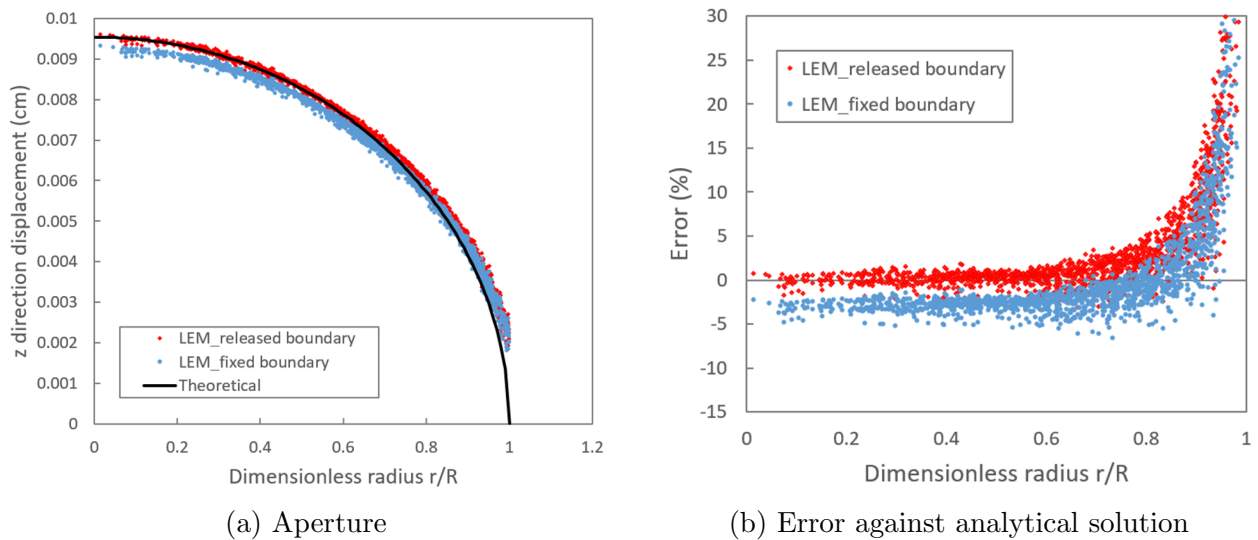 0.01
0.009
0.008
0.007
0.006
0.005
0.004
0.003
0.002
0.001
0
z direction displacement (cm)
LEM_released boundary
LEM_fixed boundary
Theoretical
0 0.2 0.4 0.6 0.8 1 1.2
Dimensionless radius r/R
(a) Aperture
30
25
20
15
10
5
0
-5
-10
-15
Error (%)
LEM_released boundary
LEM_fixed boundary
0 0.2 0.4 0.6 0.8 1
Dimensionless radius r/R
(b) Error against analytical solution